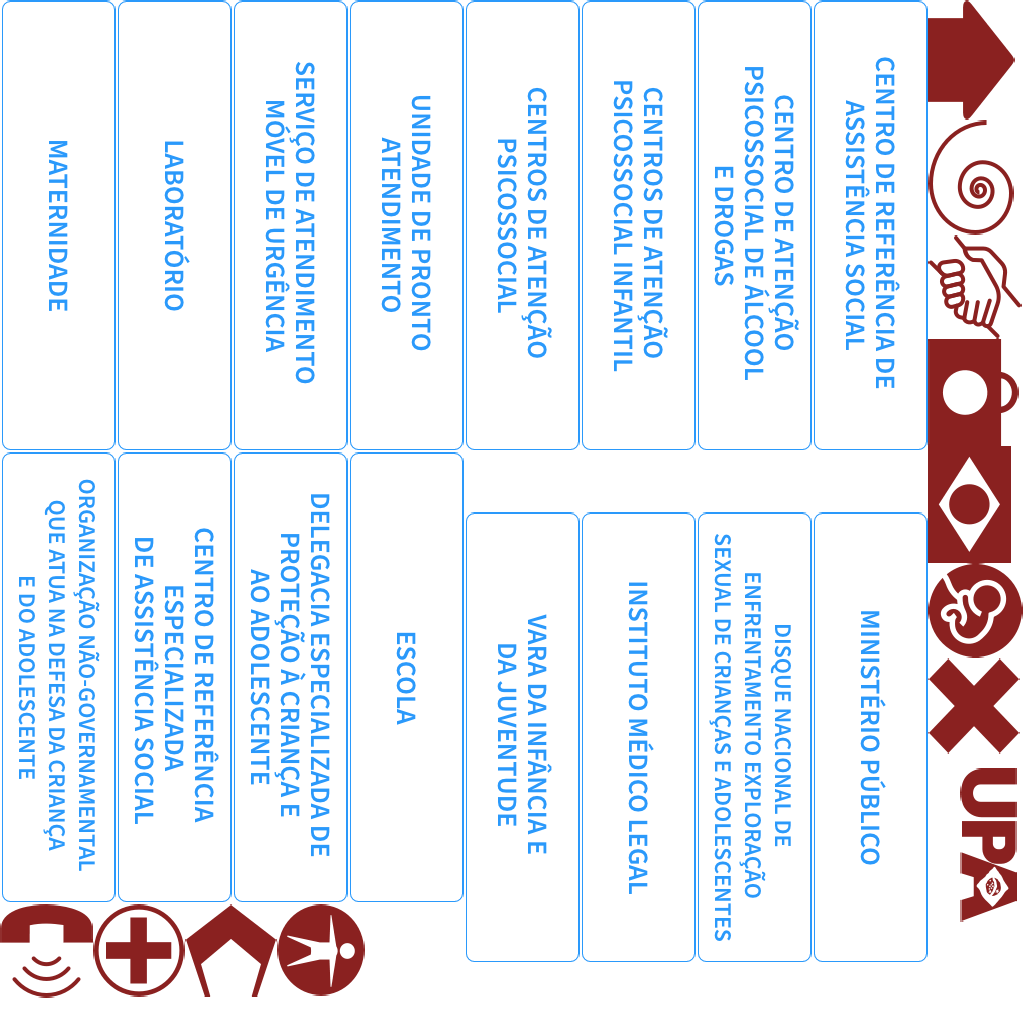 CENTRO DE REFERÊNCIA DE
ASSISTÊNCIA SOCIAL
CENTRO DE ATENÇÃO
PSICOSSOCIAL DE ÁLCOOL
E DROGAS
CENTROS DE ATENÇÃO
PSICOSSOCIAL INFANTIL
CENTROS DE ATENÇÃO
PSICOSSOCIAL
UNIDADE DE PRONTO
ATENDIMENTO
SERVIÇO DE ATENDIMENTO
MÓVEL DE URGÊNCIA
LABORATÓRIO
MATERNIDADE
MINISTÉRIO PÚBLICO
DISQUE NACIONAL DE
ENFRENTAMENTO EXPLORAÇÃO
SEXUAL DE CRIANÇAS E ADOLESCENTES
INSTITUTO MÉDICO LEGAL
VARA DA INFÂNCIA E
DA JUVENTUDE
ESCOLA
DELEGACIA ESPECIALIZADA DE
PROTEÇÃO À CRIANÇA E
AO ADOLESCENTE
CENTRO DE REFERÊNCIA
ESPECIALIZADA
DE ASSISTÊNCIA SOCIAL
ORGANIZAÇÃO NÃO-GOVERNAMENTAL
QUE ATUA NA DEFESA DA CRIANÇA
E DO ADOLESCENTE
UPA